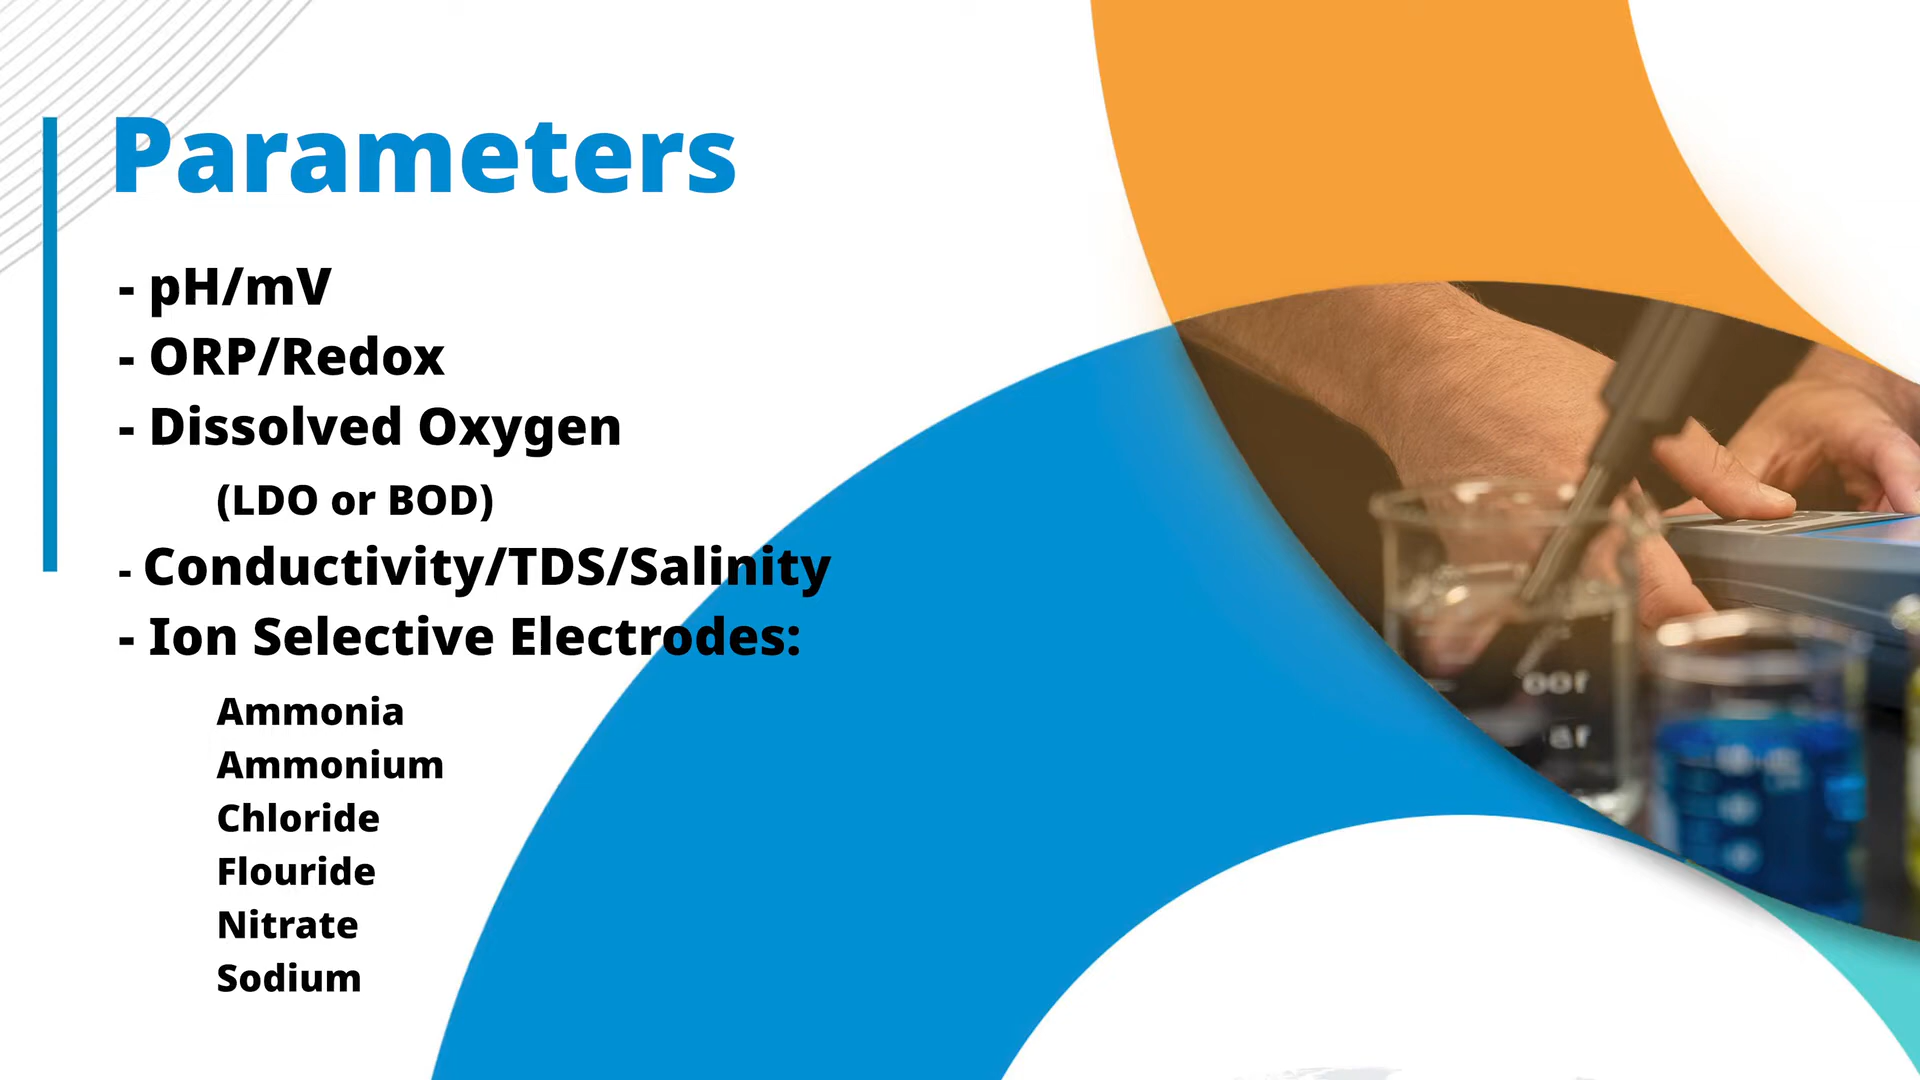 Parameters
- pH/mV
- ORP/Redox
- Dissolved Oxygen
(LDO or BOD)
- Conductivity/TDS/Salinity
- Ion Selective Electrodes:
Ammonia
Ammonium
Chloride
Flouride
Nitrate
Sodium